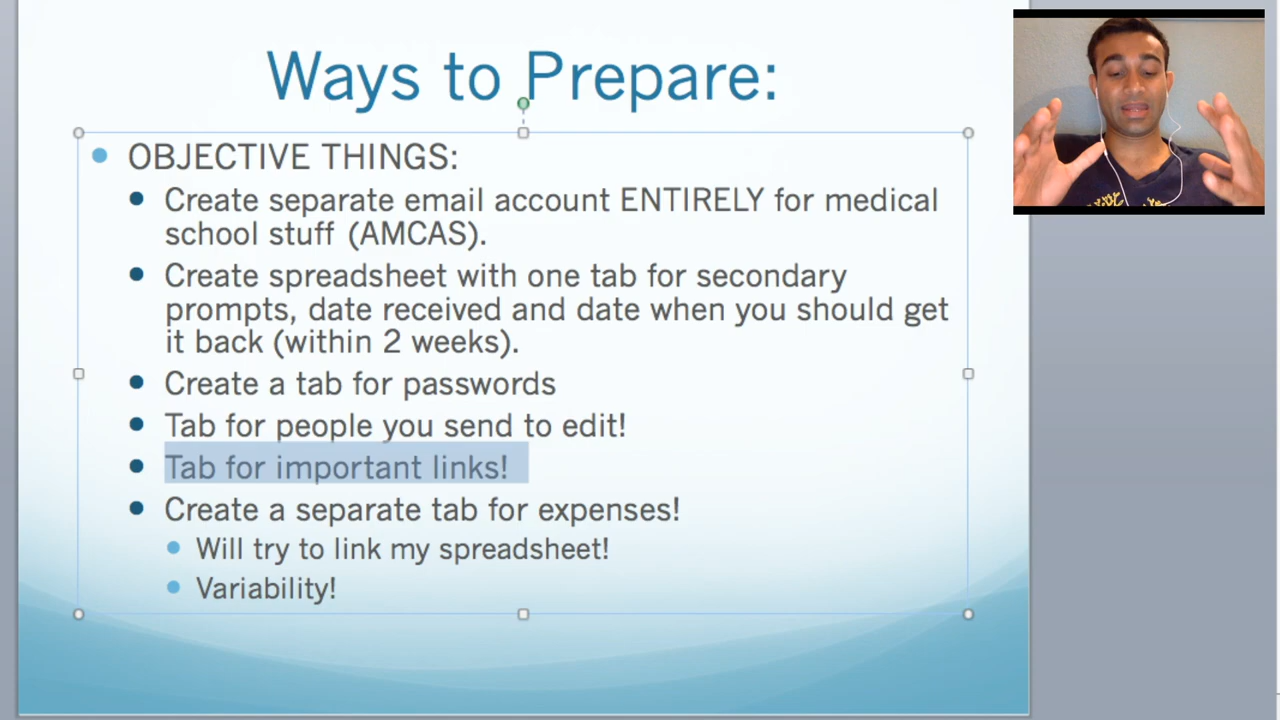 Ways to Prepare:
OBJECTIVE THINGS:
Create separate email account ENTIRELY for medical
school stuff (AMCAS).
Create spreadsheet with one tab for secondary
prompts, date received and date when you should get
it back (within 2 weeks).
Create a tab for passwords
Tab for people you send to edit!
Tab for important links!
Create a separate tab for expenses!
Will try to link my spreadsheet!
Variability!